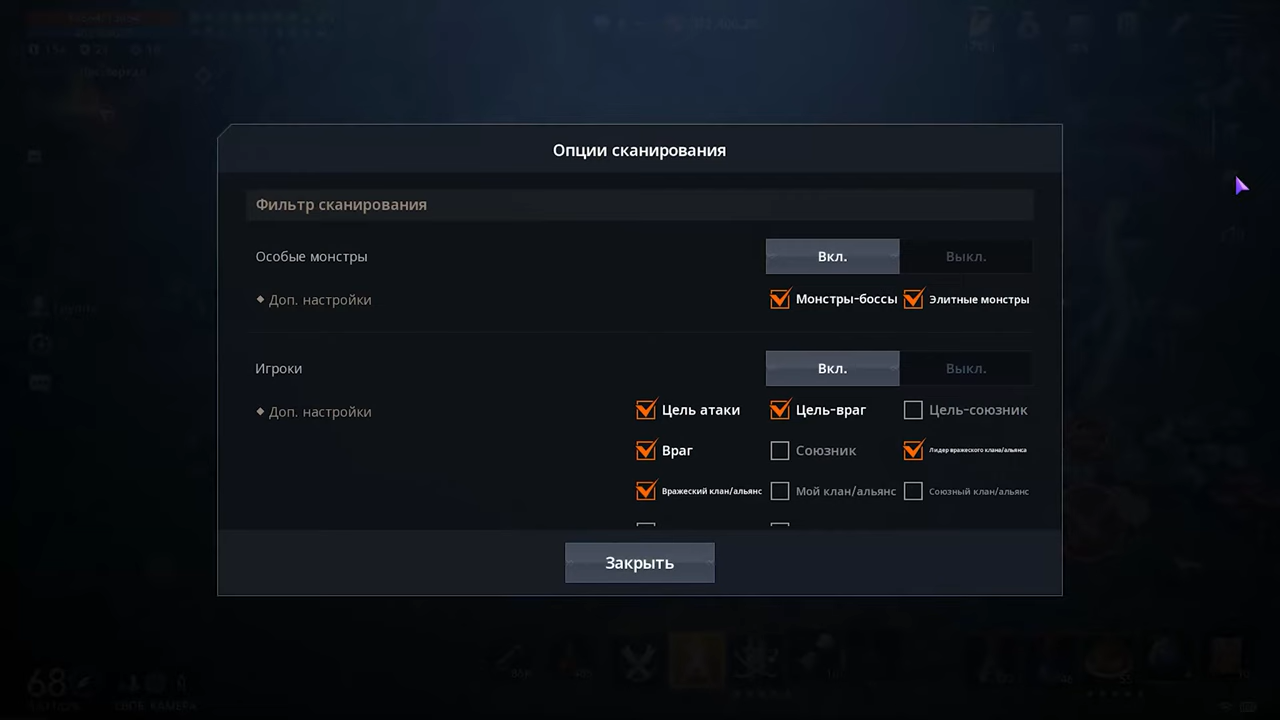 Опции сканирования
Фильтр сканирования
Особые монстры Вкл. Выкл.
Доп. настройки Монстры-боссы Элитные монстры
Игроки Вкл. Выкл.
Доп. настройки Цель атаки Цель-враг Цель-союзник
Враг Союзник Лидер вражеского клана/альянса
Вражеский клан/альянс Мой клан/альянс Союзный клан/альянс
Закрыть
68